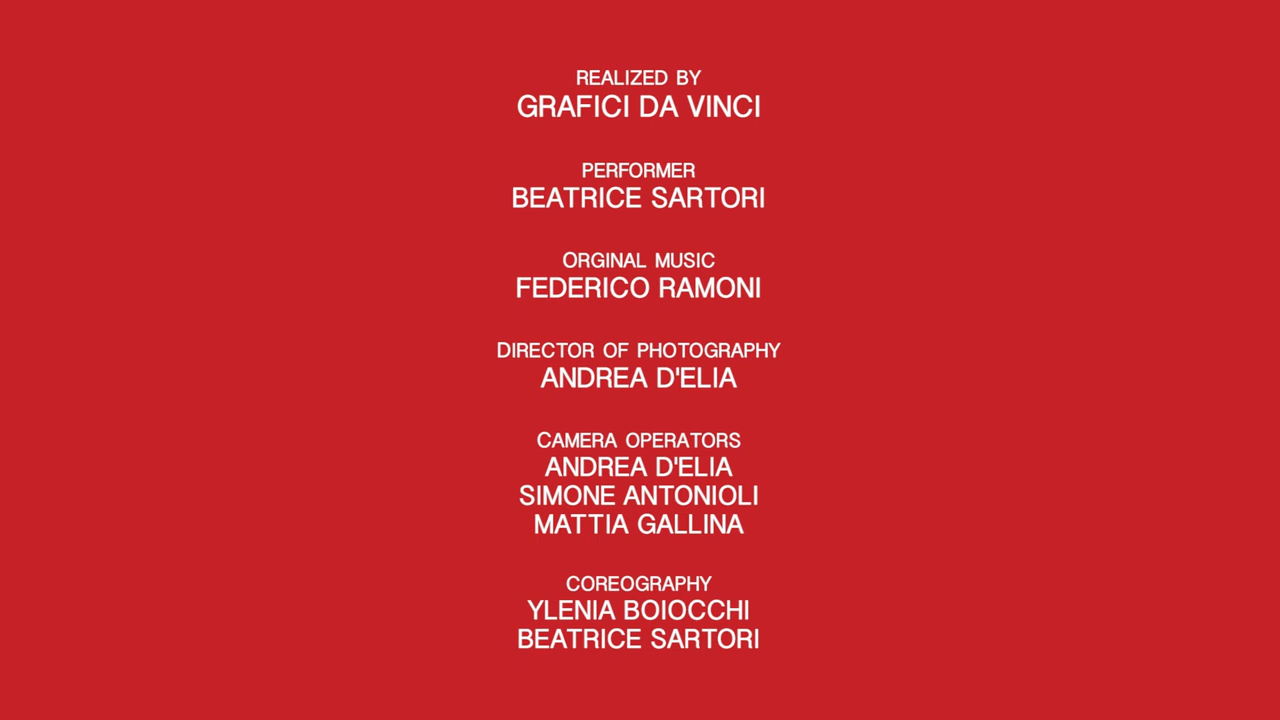 REALIZED BY
GRAFICI DA VINCI
PERFORMER
BEATRICE SARTORI
ORGINAL MUSIC
FEDERICO RAMONI
DIRECTOR OF PHOTOGRAPHY
ANDREA D'ELIA
CAMERA OPERATORS
ANDREA D'ELIA
SIMONE ANTONIOLI
MATTIA GALLINA
COREOGRAPHY
YLENIA BOIOCCHI
BEATRICE SARTORI